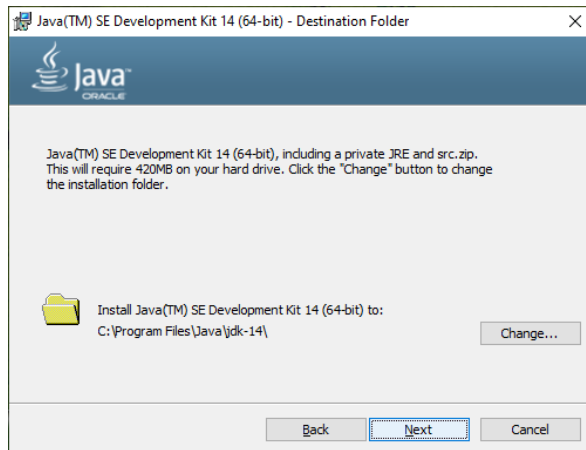 Java(TM) SE Development Kit 14 (64-bit) - Destination Folder
Java™
ORACLE
Java(TM) SE Development Kit 14 (64-bit), including a private JRE and src.zip.
This will require 420MB on your hard drive. Click the "Change" button to change
the installation folder.
Install Java(TM) SE Development Kit 14 (64-bit) to:
C:\Program Files\Java\jdk-14\
Change...
Back Next Cancel